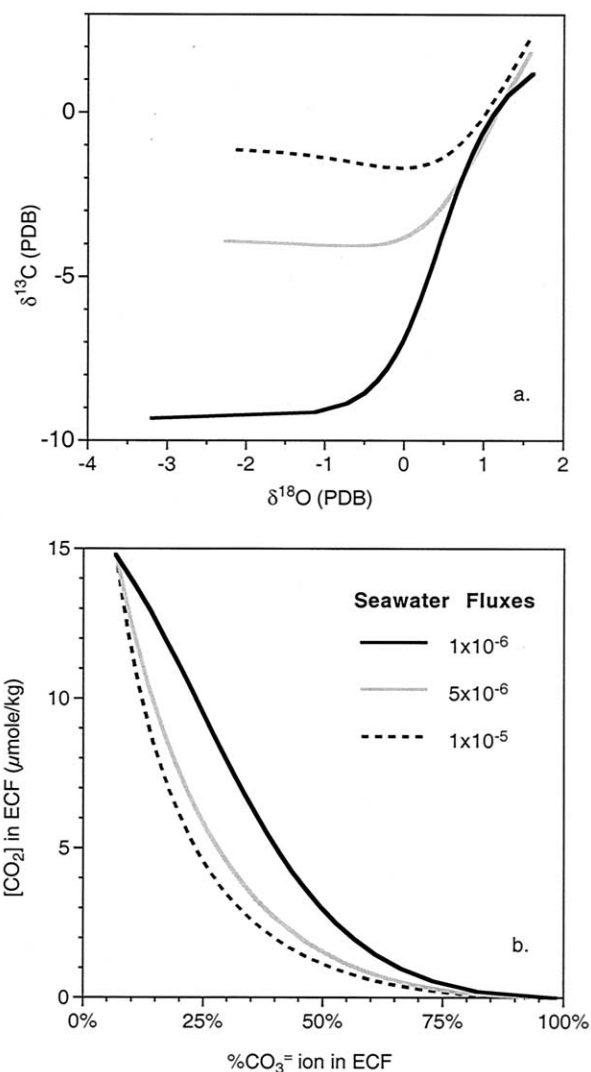 0
-5
-10
δ¹³C (PDB)
a.
-4 -3 -2 -1 0 1 2
δ¹⁸O (PDB)
15
10
5
0
[CO₂] in ECF (µmole/kg)
Seawater Fluxes
1x10⁻⁶
5x10⁻⁶
1x10⁻⁵
b.
0% 25% 50% 75% 100%
%CO₃⁼ ion in ECF